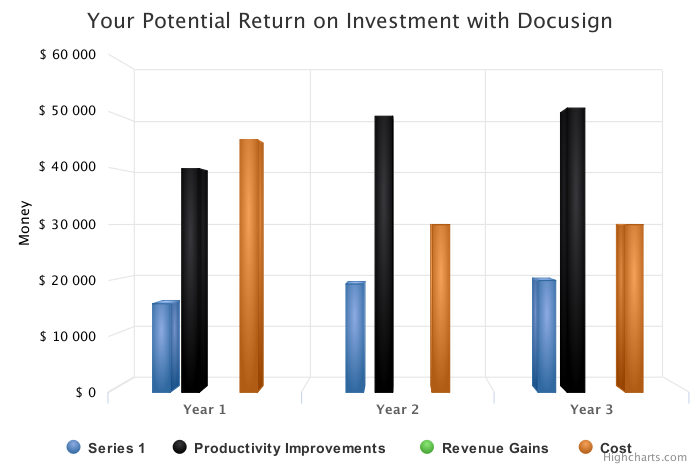 Your Potential Return on Investment with Docusign
$ 60 000
$ 50 000
$ 40 000
$ 30 000
$ 20 000
$ 10 000
$ 0
Money
Year 1 Year 2 Year 3
Series 1 Productivity Improvements Revenue Gains Cost
Highcharts.com